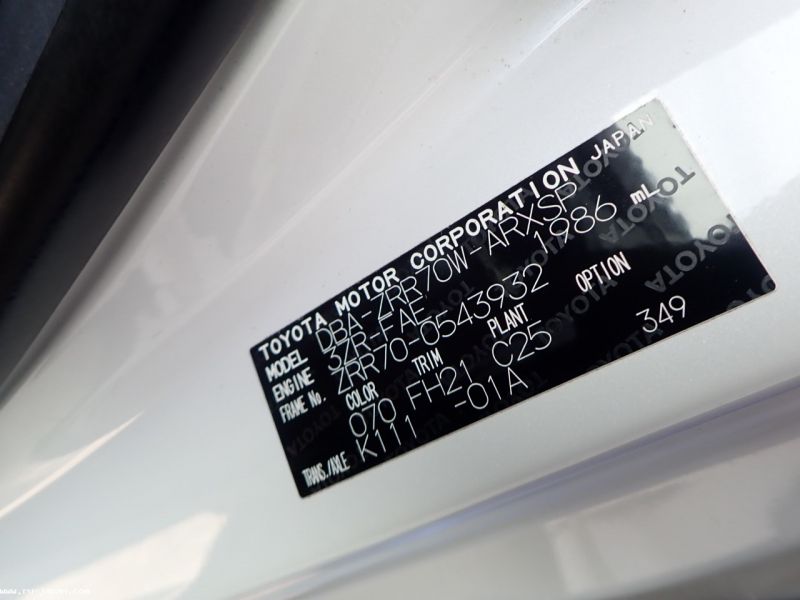 TOYOTA MOTOR CORPORATION JAPAN
MODEL DBA-ZRR70W-ARXSP
ENGINE 3ZR-FAE 1986 mL
FRAME No. ZRR70-0543932
COLOR TRIM PLANT OPTION
070 FH21 C25 349
TRANS./AXLE K111 -01A